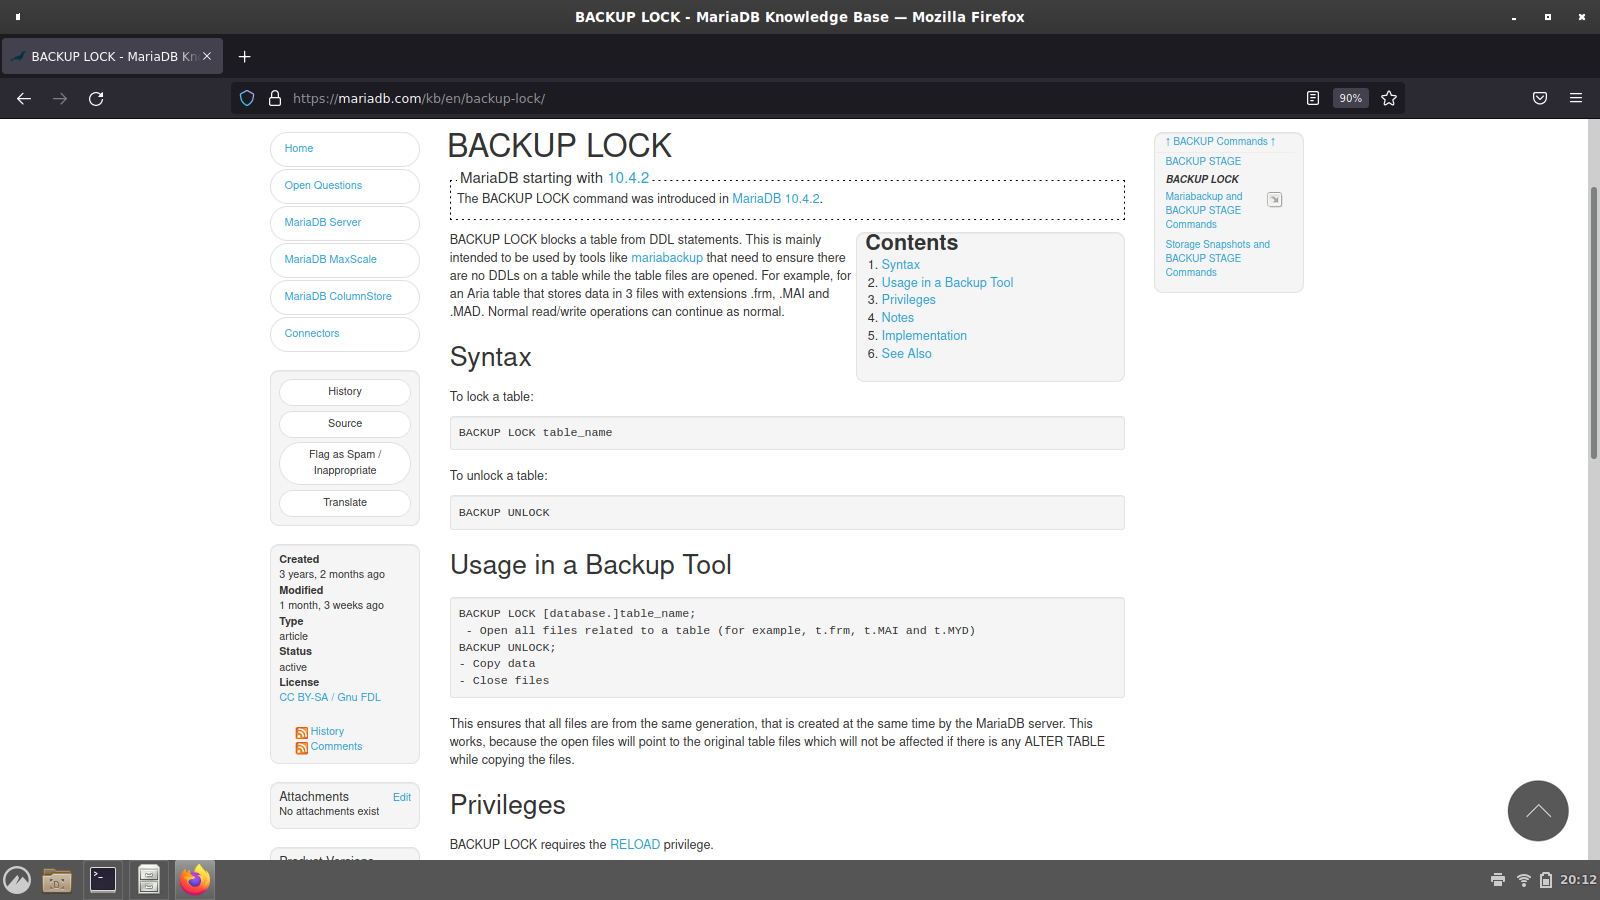 BACKUP LOCK - MariaDB Knowledge Base — Mozilla Firefox
BACKUP LOCK - MariaDB Kn
https://mariadb.com/kb/en/backup-lock/
90%
Home
Open Questions
MariaDB Server
MariaDB MaxScale
MariaDB ColumnStore
Connectors
History
Source
Flag as Spam /
Inappropriate
Translate
Created
3 years, 2 months ago
Modified
1 month, 3 weeks ago
Type
article
Status
active
License
CC BY-SA / Gnu FDL
History
Comments
Attachments Edit
No attachments exist
Product Versions
BACKUP LOCK
MariaDB starting with 10.4.2
The BACKUP LOCK command was introduced in MariaDB 10.4.2.
BACKUP LOCK blocks a table from DDL statements. This is mainly
intended to be used by tools like mariabackup that need to ensure there
are no DDLs on a table while the table files are opened. For example, for
an Aria table that stores data in 3 files with extensions .frm, .MAI and
.MAD. Normal read/write operations can continue as normal.
Contents
1. Syntax
2. Usage in a Backup Tool
3. Privileges
4. Notes
5. Implementation
6. See Also
Syntax
To lock a table:
BACKUP LOCK table_name
To unlock a table:
BACKUP UNLOCK
Usage in a Backup Tool
BACKUP LOCK [database.]table_name;
- Open all files related to a table (for example, t.frm, t.MAI and t.MYD)
BACKUP UNLOCK;
- Copy data
- Close files
This ensures that all files are from the same generation, that is created at the same time by the MariaDB server. This
works, because the open files will point to the original table files which will not be affected if there is any ALTER TABLE
while copying the files.
Privileges
BACKUP LOCK requires the RELOAD privilege.
↑ BACKUP Commands ↑
BACKUP STAGE
BACKUP LOCK
Mariabackup and
BACKUP STAGE
Commands
Storage Snapshots and
BACKUP STAGE
Commands
20:12